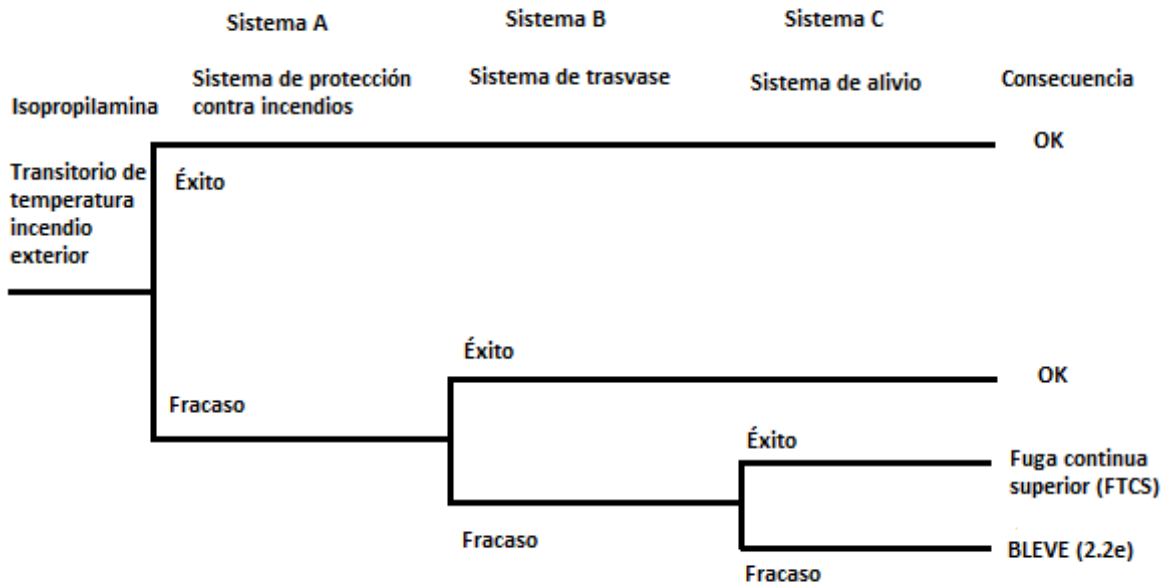 Sistema A
Sistema B
Sistema C
Isopropilamina
Sistema de protección
contra incendios
Sistema de trasvase
Sistema de alivio
Consecuencia
OK
Transitorio de
temperatura
incendio
exterior
Éxito
Éxito
OK
Fracaso
Éxito
Fuga continua
superior (FTCS)
Fracaso
BLEVE (2.2e)
Fracaso